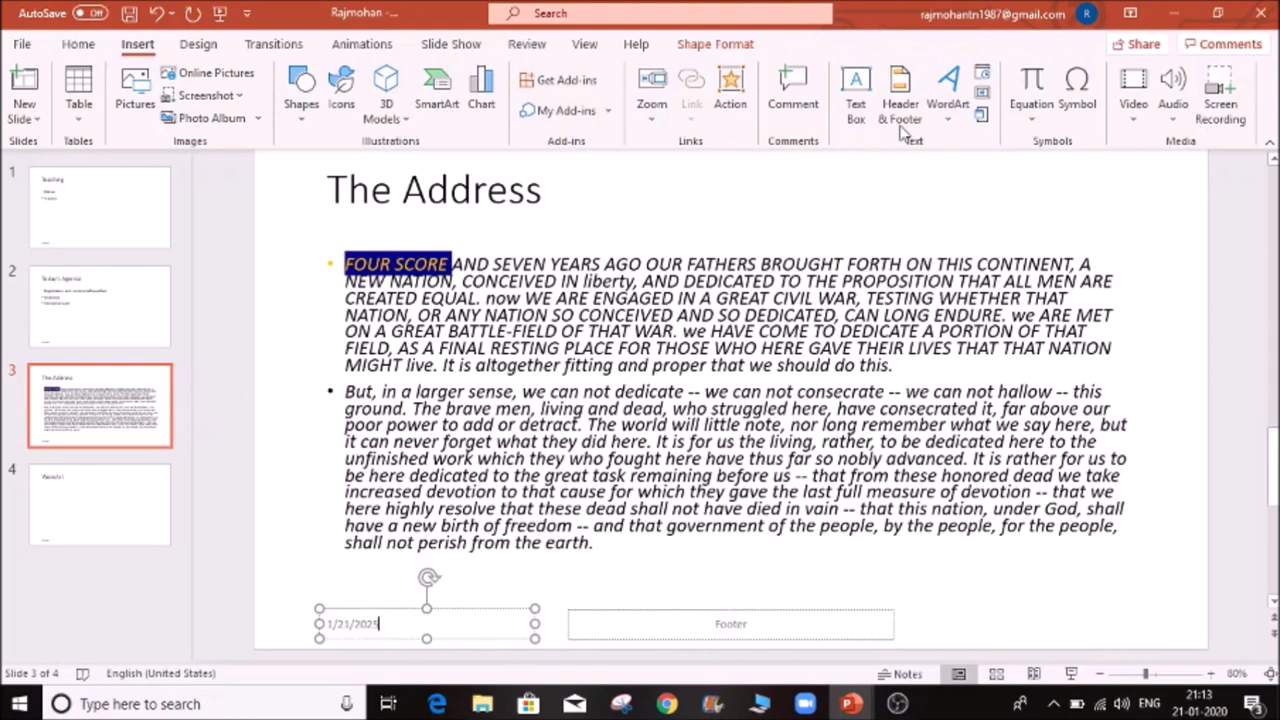 AutoSave Off
Rajmohan -...
Search
rajmohantn1987@gmail.com
R
File Home Insert Design Transitions Animations Slide Show Review View Help Shape Format
Share Comments
New Slide
Slides
Table
Tables
Pictures
Online Pictures
Screenshot
Photo Album
Images
Shapes
Icons
3D Models
SmartArt
Chart
Illustrations
Get Add-ins
My Add-ins
Add-ins
Zoom
Link
Action
Links
Comment
Comments
Text Box
Header & Footer
WordArt
Text
Equation
Symbol
Symbols
Video
Audio
Screen Recording
Media
1
Teaching
2
Today's Agenda
3
The Address
4
WordArt
The Address
• FOUR SCORE AND SEVEN YEARS AGO OUR FATHERS BROUGHT FORTH ON THIS CONTINENT, A
NEW NATION, CONCEIVED IN liberty, AND DEDICATED TO THE PROPOSITION THAT ALL MEN ARE
CREATED EQUAL. now WE ARE ENGAGED IN A GREAT CIVIL WAR, TESTING WHETHER THAT
NATION, OR ANY NATION SO CONCEIVED AND SO DEDICATED, CAN LONG ENDURE. we ARE MET
ON A GREAT BATTLE-FIELD OF THAT WAR. we HAVE COME TO DEDICATE A PORTION OF THAT
FIELD, AS A FINAL RESTING PLACE FOR THOSE WHO HERE GAVE THEIR LIVES THAT THAT NATION
MIGHT live. It is altogether fitting and proper that we should do this.
• But, in a larger sense, we can not dedicate -- we can not consecrate -- we can not hallow -- this
ground. The brave men, living and dead, who struggled here, have consecrated it, far above our
poor power to add or detract. The world will little note, nor long remember what we say here, but
it can never forget what they did here. It is for us the living, rather, to be dedicated here to the
unfinished work which they who fought here have thus far so nobly advanced. It is rather for us to
be here dedicated to the great task remaining before us -- that from these honored dead we take
increased devotion to that cause for which they gave the last full measure of devotion -- that we
here highly resolve that these dead shall not have died in vain -- that this nation, under God, shall
have a new birth of freedom -- and that government of the people, by the people, for the people,
shall not perish from the earth.
1/21/2025
Footer
Slide 3 of 4
English (United States)
Notes
80%
Type here to search
ENG
21:13
21-01-2020
3